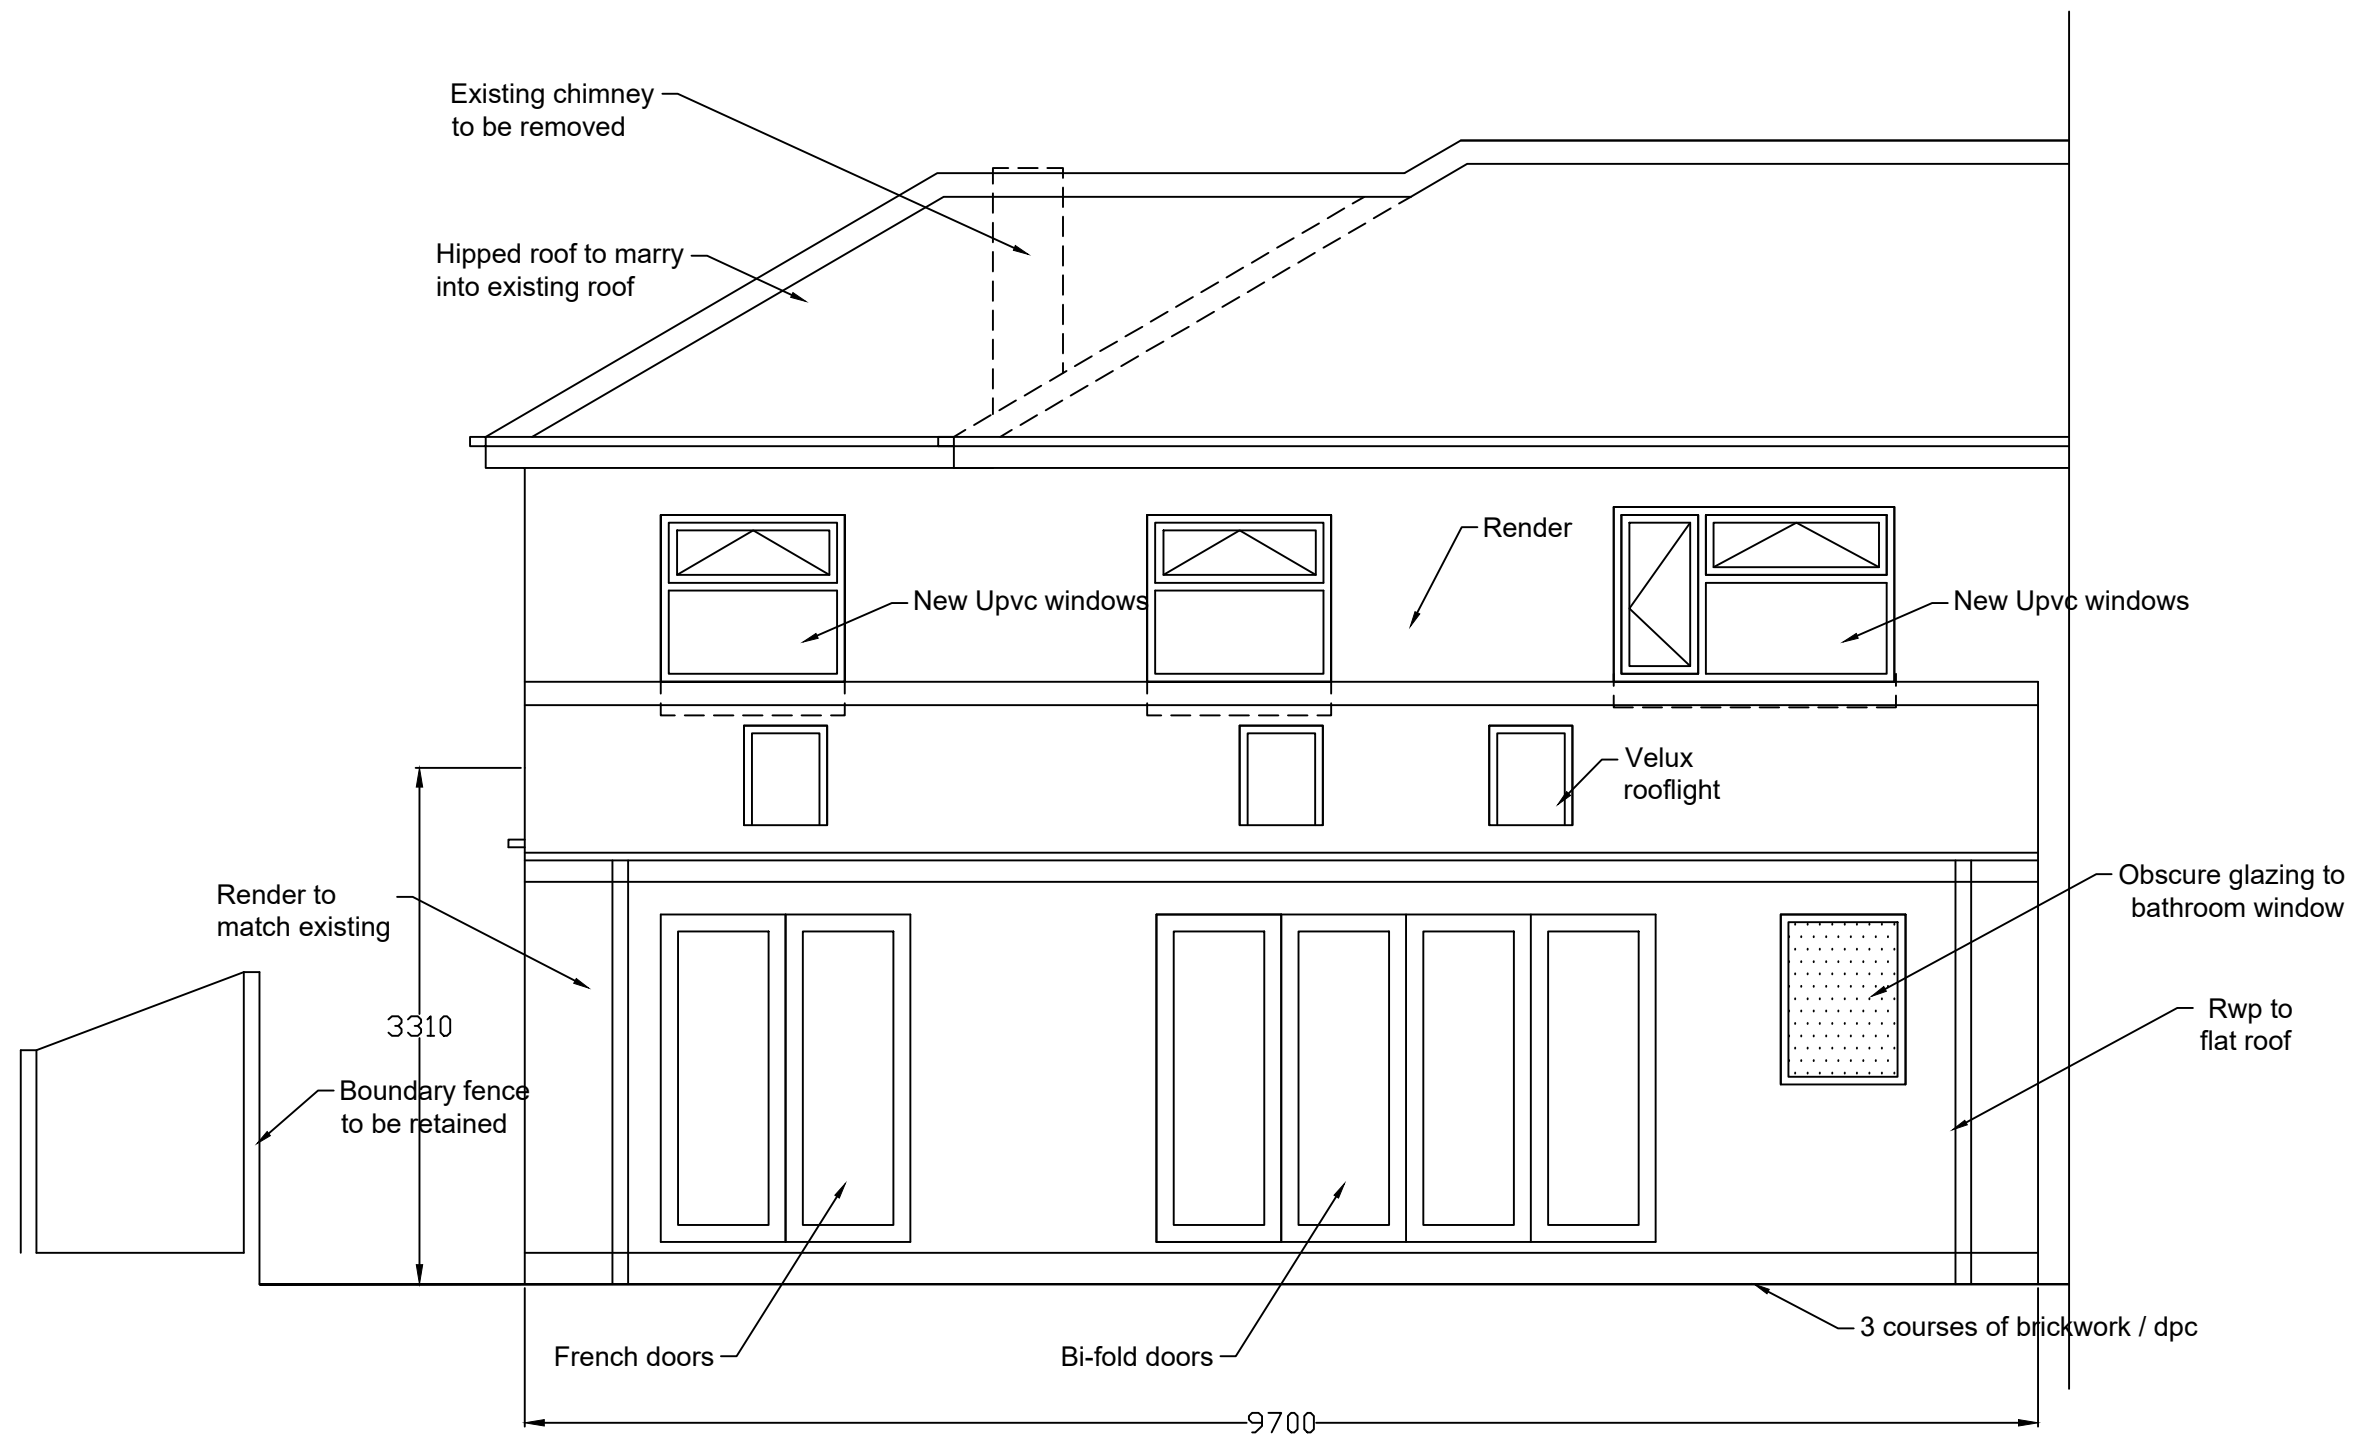 Existing chimney
to be removed
Hipped roof to marry
into existing roof
Render
New Upvc windows
New Upvc windows
Velux
rooflight
Render to
match existing
Obscure glazing to
bathroom window
Rwp to
flat roof
3310
Boundary fence
to be retained
3 courses of brickwork / dpc
French doors
Bi-fold doors
9700